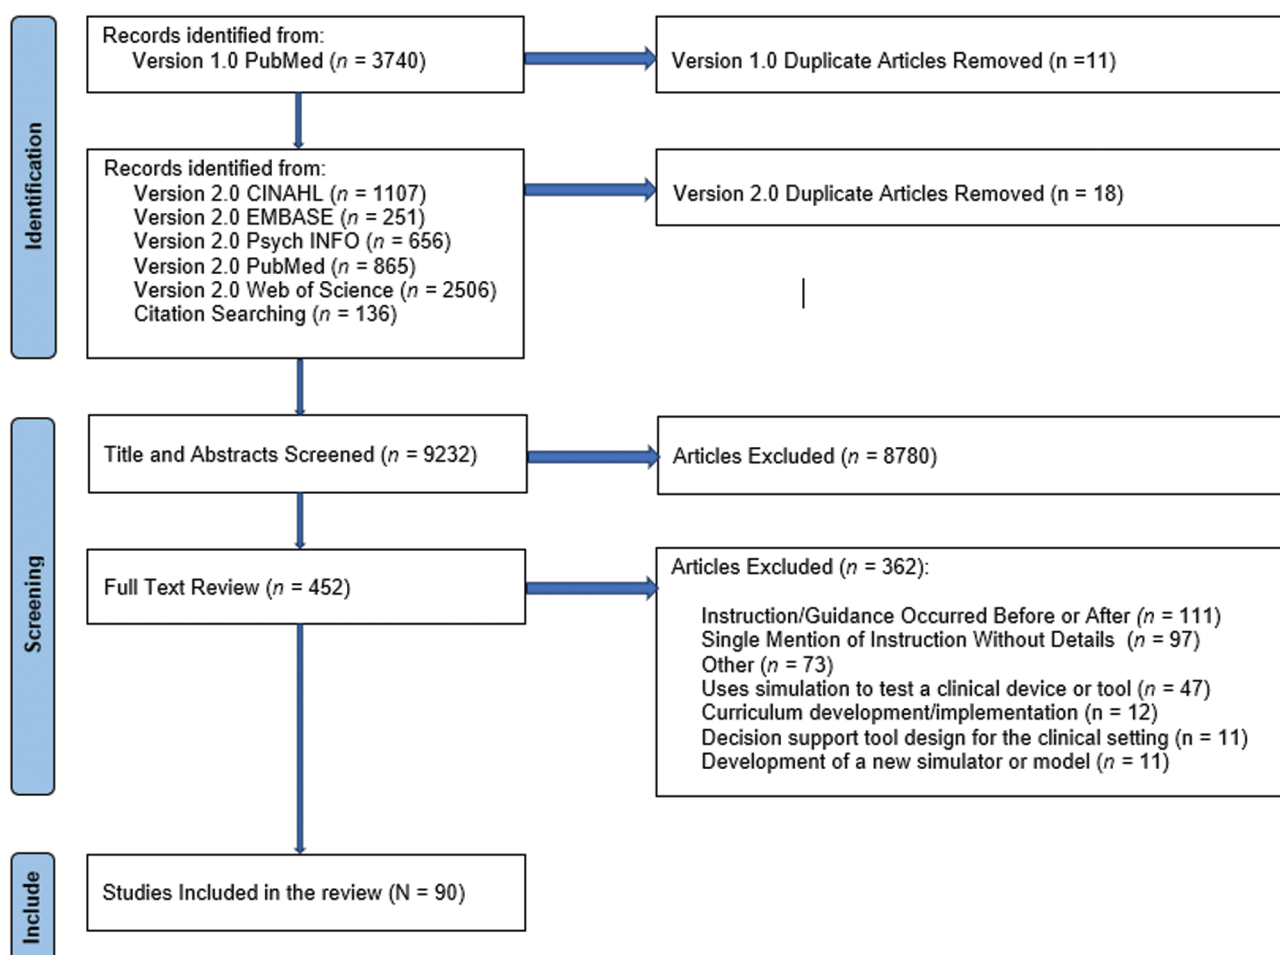 Identification
Records identified from:
Version 1.0 PubMed (n = 3740)
Version 1.0 Duplicate Articles Removed (n =11)
Records identified from:
Version 2.0 CINAHL (n = 1107)
Version 2.0 EMBASE (n = 251)
Version 2.0 Psych INFO (n = 656)
Version 2.0 PubMed (n = 865)
Version 2.0 Web of Science (n = 2506)
Citation Searching (n = 136)
Version 2.0 Duplicate Articles Removed (n = 18)
Screening
Title and Abstracts Screened (n = 9232)
Articles Excluded (n = 8780)
Full Text Review (n = 452)
Articles Excluded (n = 362):
Instruction/Guidance Occurred Before or After (n = 111)
Single Mention of Instruction Without Details (n = 97)
Other (n = 73)
Uses simulation to test a clinical device or tool (n = 47)
Curriculum development/implementation (n = 12)
Decision support tool design for the clinical setting (n = 11)
Development of a new simulator or model (n = 11)
Include
Studies Included in the review (N = 90)